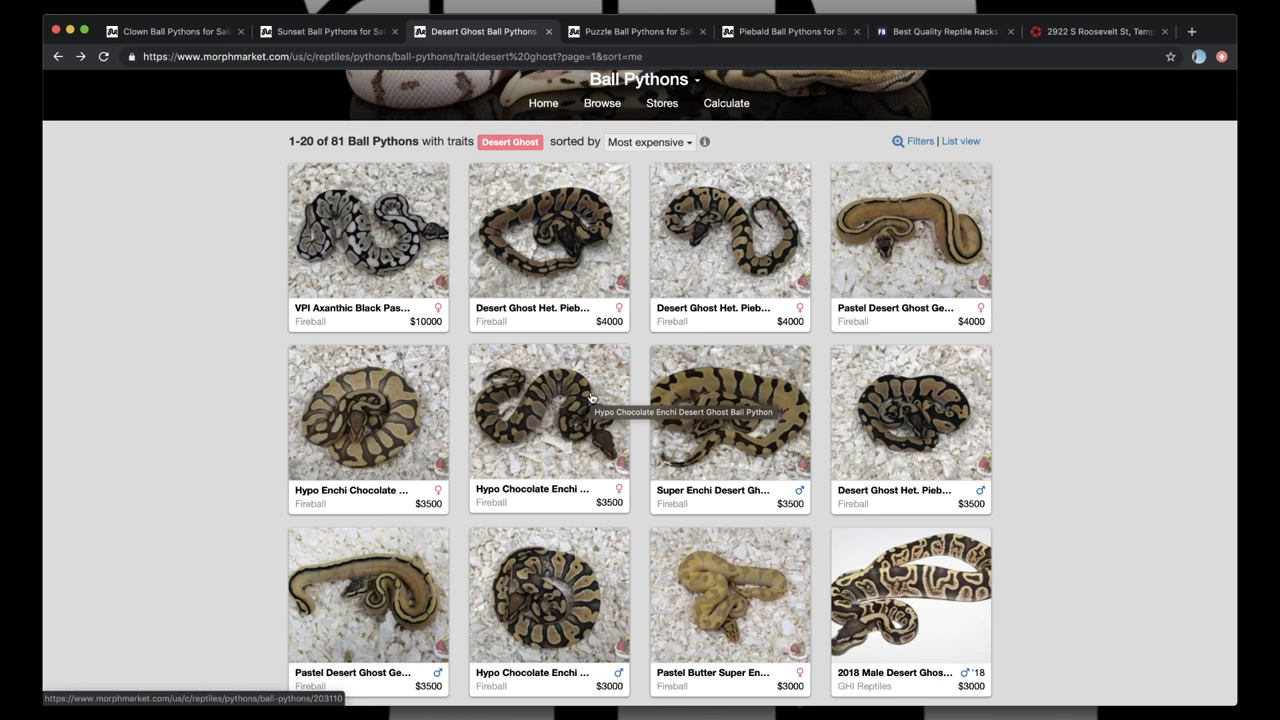 Clown Ball Pythons for Sale
Sunset Ball Pythons for Sal
Desert Ghost Ball Pythons
Puzzle Ball Pythons for Sal
Piebald Ball Pythons for Sa
Best Quality Reptile Racks
2922 S Roosevelt St, Temp
https://www.morphmarket.com/us/c/reptiles/pythons/ball-pythons/trait/desert%20ghost?page=1&sort=me
Ball Pythons
Home Browse Stores Calculate
1-20 of 81 Ball Pythons with traits Desert Ghost sorted by Most expensive
Filters | List view
VPI Axanthic Black Pas... ♀
Fireball $10000
Desert Ghost Het. Pieb... ♀
Fireball $4000
Desert Ghost Het. Pieb... ♀
Fireball $4000
Pastel Desert Ghost Ge... ♀
Fireball $4000
Hypo Enchi Chocolate ... ♀
Fireball $3500
Hypo Chocolate Enchi ... ♀
Fireball $3500
Hypo Chocolate Enchi Desert Ghost Ball Python
Super Enchi Desert Gh... ♂
Fireball $3500
Desert Ghost Het. Pieb... ♂
Fireball $3500
Pastel Desert Ghost Ge... ♂
Fireball $3500
Hypo Chocolate Enchi ... ♂
Fireball $3000
Pastel Butter Super En... ♀
Fireball $3000
2018 Male Desert Ghos... ♂ '18
GHI Reptiles $3000
https://www.morphmarket.com/us/c/reptiles/pythons/ball-pythons/203110